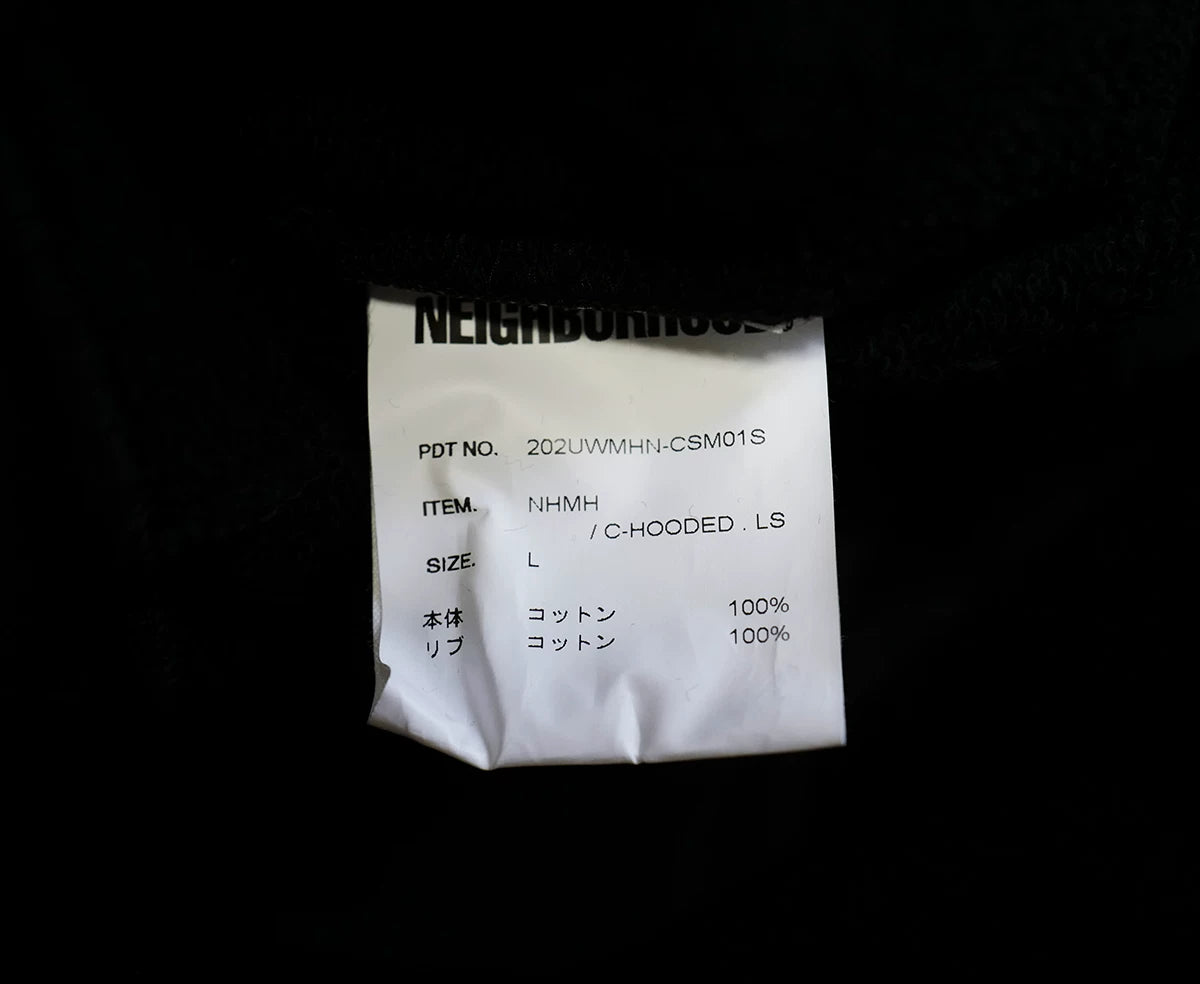 NEIGHBORHOOD
PDT NO. 202UWMHN-CSM01S
ITEM. NHMH
/ C-HOODED . LS
SIZE. L
本体 コットン 100%
リブ コットン 100%